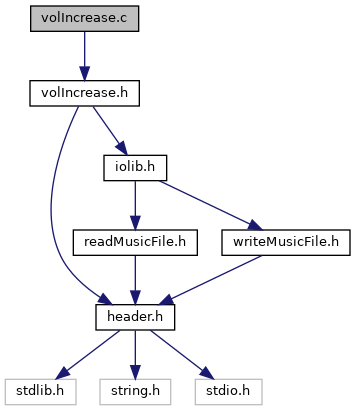 volIncrease.c
volIncrease.h
iolib.h
readMusicFile.h
writeMusicFile.h
header.h
stdlib.h
string.h
stdio.h